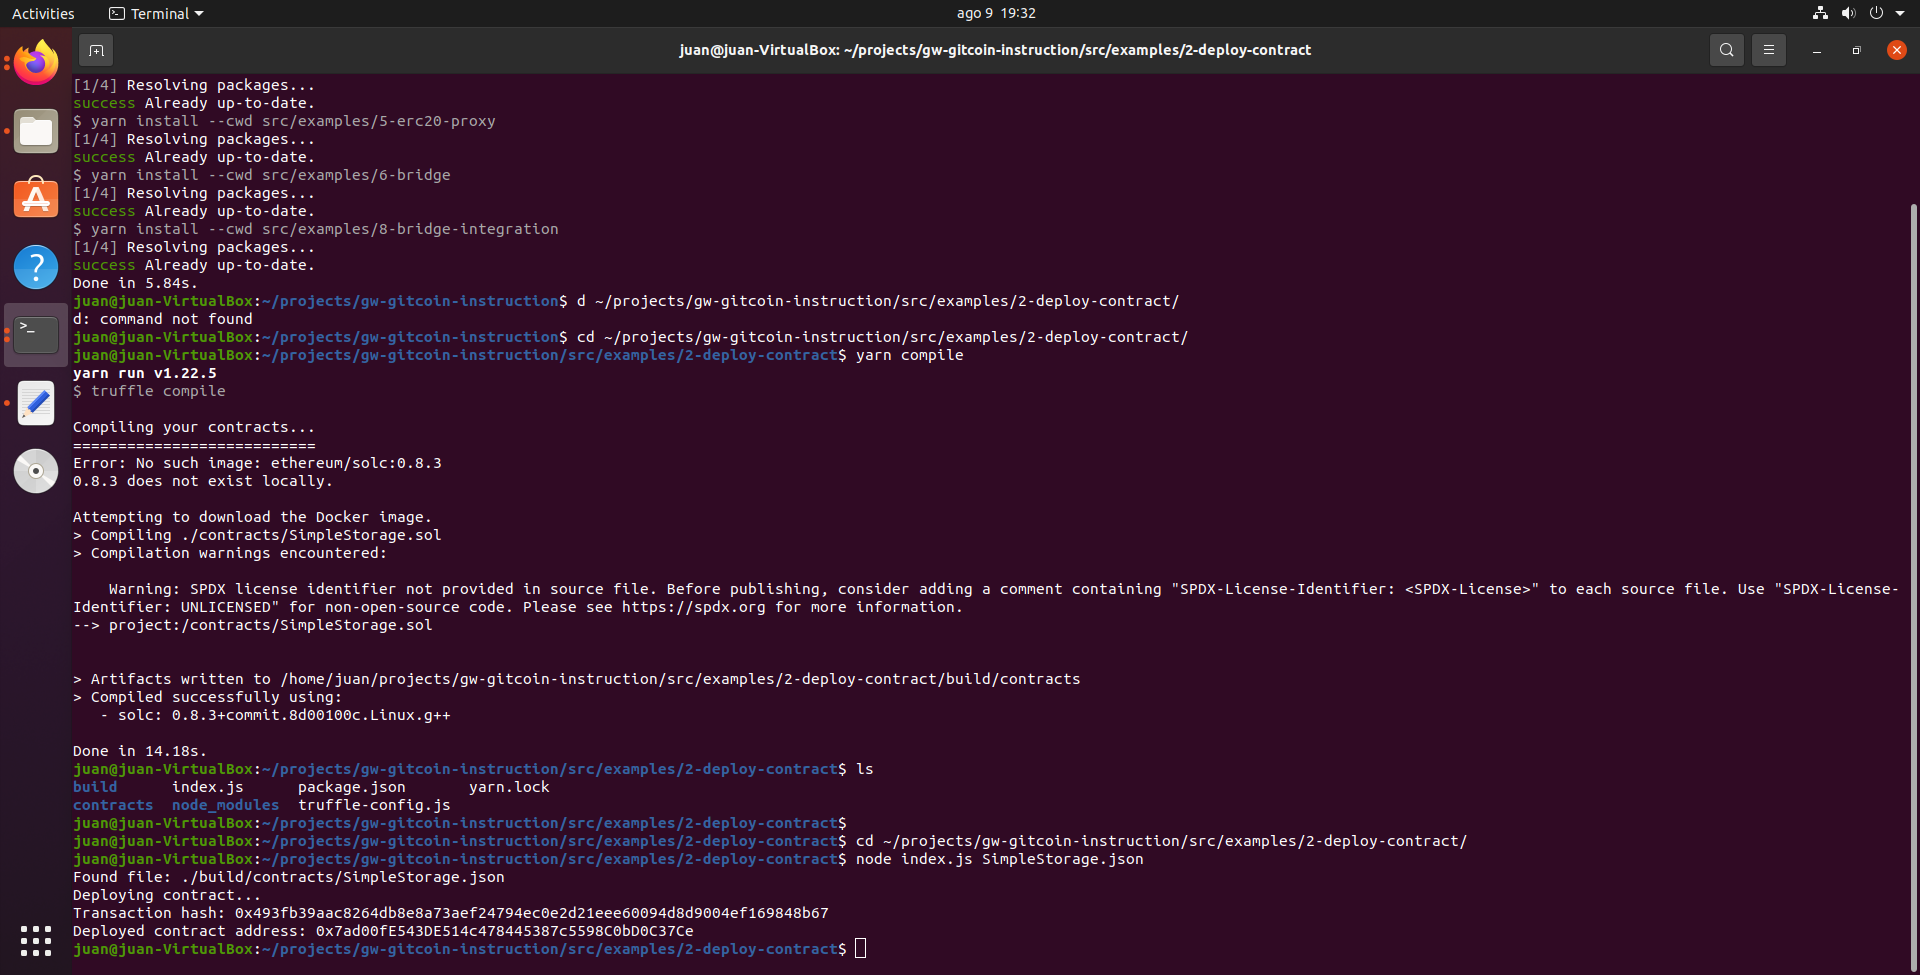 Activities Terminal ago 9 19:32
juan@juan-VirtualBox: ~/projects/gw-gitcoin-instruction/src/examples/2-deploy-contract
[1/4] Resolving packages...
success Already up-to-date.
$ yarn install --cwd src/examples/5-erc20-proxy
[1/4] Resolving packages...
success Already up-to-date.
$ yarn install --cwd src/examples/6-bridge
[1/4] Resolving packages...
success Already up-to-date.
$ yarn install --cwd src/examples/8-bridge-integration
[1/4] Resolving packages...
success Already up-to-date.
Done in 5.84s.
juan@juan-VirtualBox:~/projects/gw-gitcoin-instruction$ d ~/projects/gw-gitcoin-instruction/src/examples/2-deploy-contract/
d: command not found
juan@juan-VirtualBox:~/projects/gw-gitcoin-instruction$ cd ~/projects/gw-gitcoin-instruction/src/examples/2-deploy-contract/
juan@juan-VirtualBox:~/projects/gw-gitcoin-instruction/src/examples/2-deploy-contract$ yarn compile
yarn run v1.22.5
$ truffle compile
Compiling your contracts...
===========================
Error: No such image: ethereum/solc:0.8.3
0.8.3 does not exist locally.
Attempting to download the Docker image.
> Compiling ./contracts/SimpleStorage.sol
> Compilation warnings encountered:
Warning: SPDX license identifier not provided in source file. Before publishing, consider adding a comment containing "SPDX-License-Identifier: <SPDX-License>" to each source file. Use "SPDX-License-
Identifier: UNLICENSED" for non-open-source code. Please see https://spdx.org for more information.
--> project:/contracts/SimpleStorage.sol
> Artifacts written to /home/juan/projects/gw-gitcoin-instruction/src/examples/2-deploy-contract/build/contracts
> Compiled successfully using:
- solc: 0.8.3+commit.8d00100c.Linux.g++
Done in 14.18s.
juan@juan-VirtualBox:~/projects/gw-gitcoin-instruction/src/examples/2-deploy-contract$ ls
build index.js package.json yarn.lock
contracts node_modules truffle-config.js
juan@juan-VirtualBox:~/projects/gw-gitcoin-instruction/src/examples/2-deploy-contract$
juan@juan-VirtualBox:~/projects/gw-gitcoin-instruction/src/examples/2-deploy-contract$ cd ~/projects/gw-gitcoin-instruction/src/examples/2-deploy-contract/
juan@juan-VirtualBox:~/projects/gw-gitcoin-instruction/src/examples/2-deploy-contract$ node index.js SimpleStorage.json
Found file: ./build/contracts/SimpleStorage.json
Deploying contract...
Transaction hash: 0x493fb39aac8264db8e8a73aef24794ec0e2d21eee60094d8d9004ef169848b67
Deployed contract address: 0x7ad00fE543DE514c478445387c5598C0bD0C37Ce
juan@juan-VirtualBox:~/projects/gw-gitcoin-instruction/src/examples/2-deploy-contract$